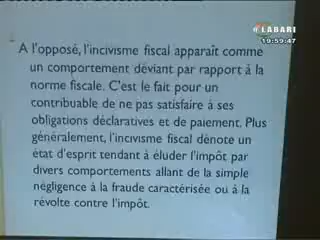 LABARI
19:59:47
A l'opposé, l'incivisme fiscal apparaît comme
un comportement déviant par rapport à la
norme fiscale. C'est le fait pour un
contribuable de ne pas satisfaire à ses
obligations déclaratives et de paiement. Plus
généralement, l'incivisme fiscal dénote un
état d'esprit tendant à éluder l'impôt par
divers comportements allant de la simple
négligence à la fraude caractérisée ou à la
révolte contre l'impôt.